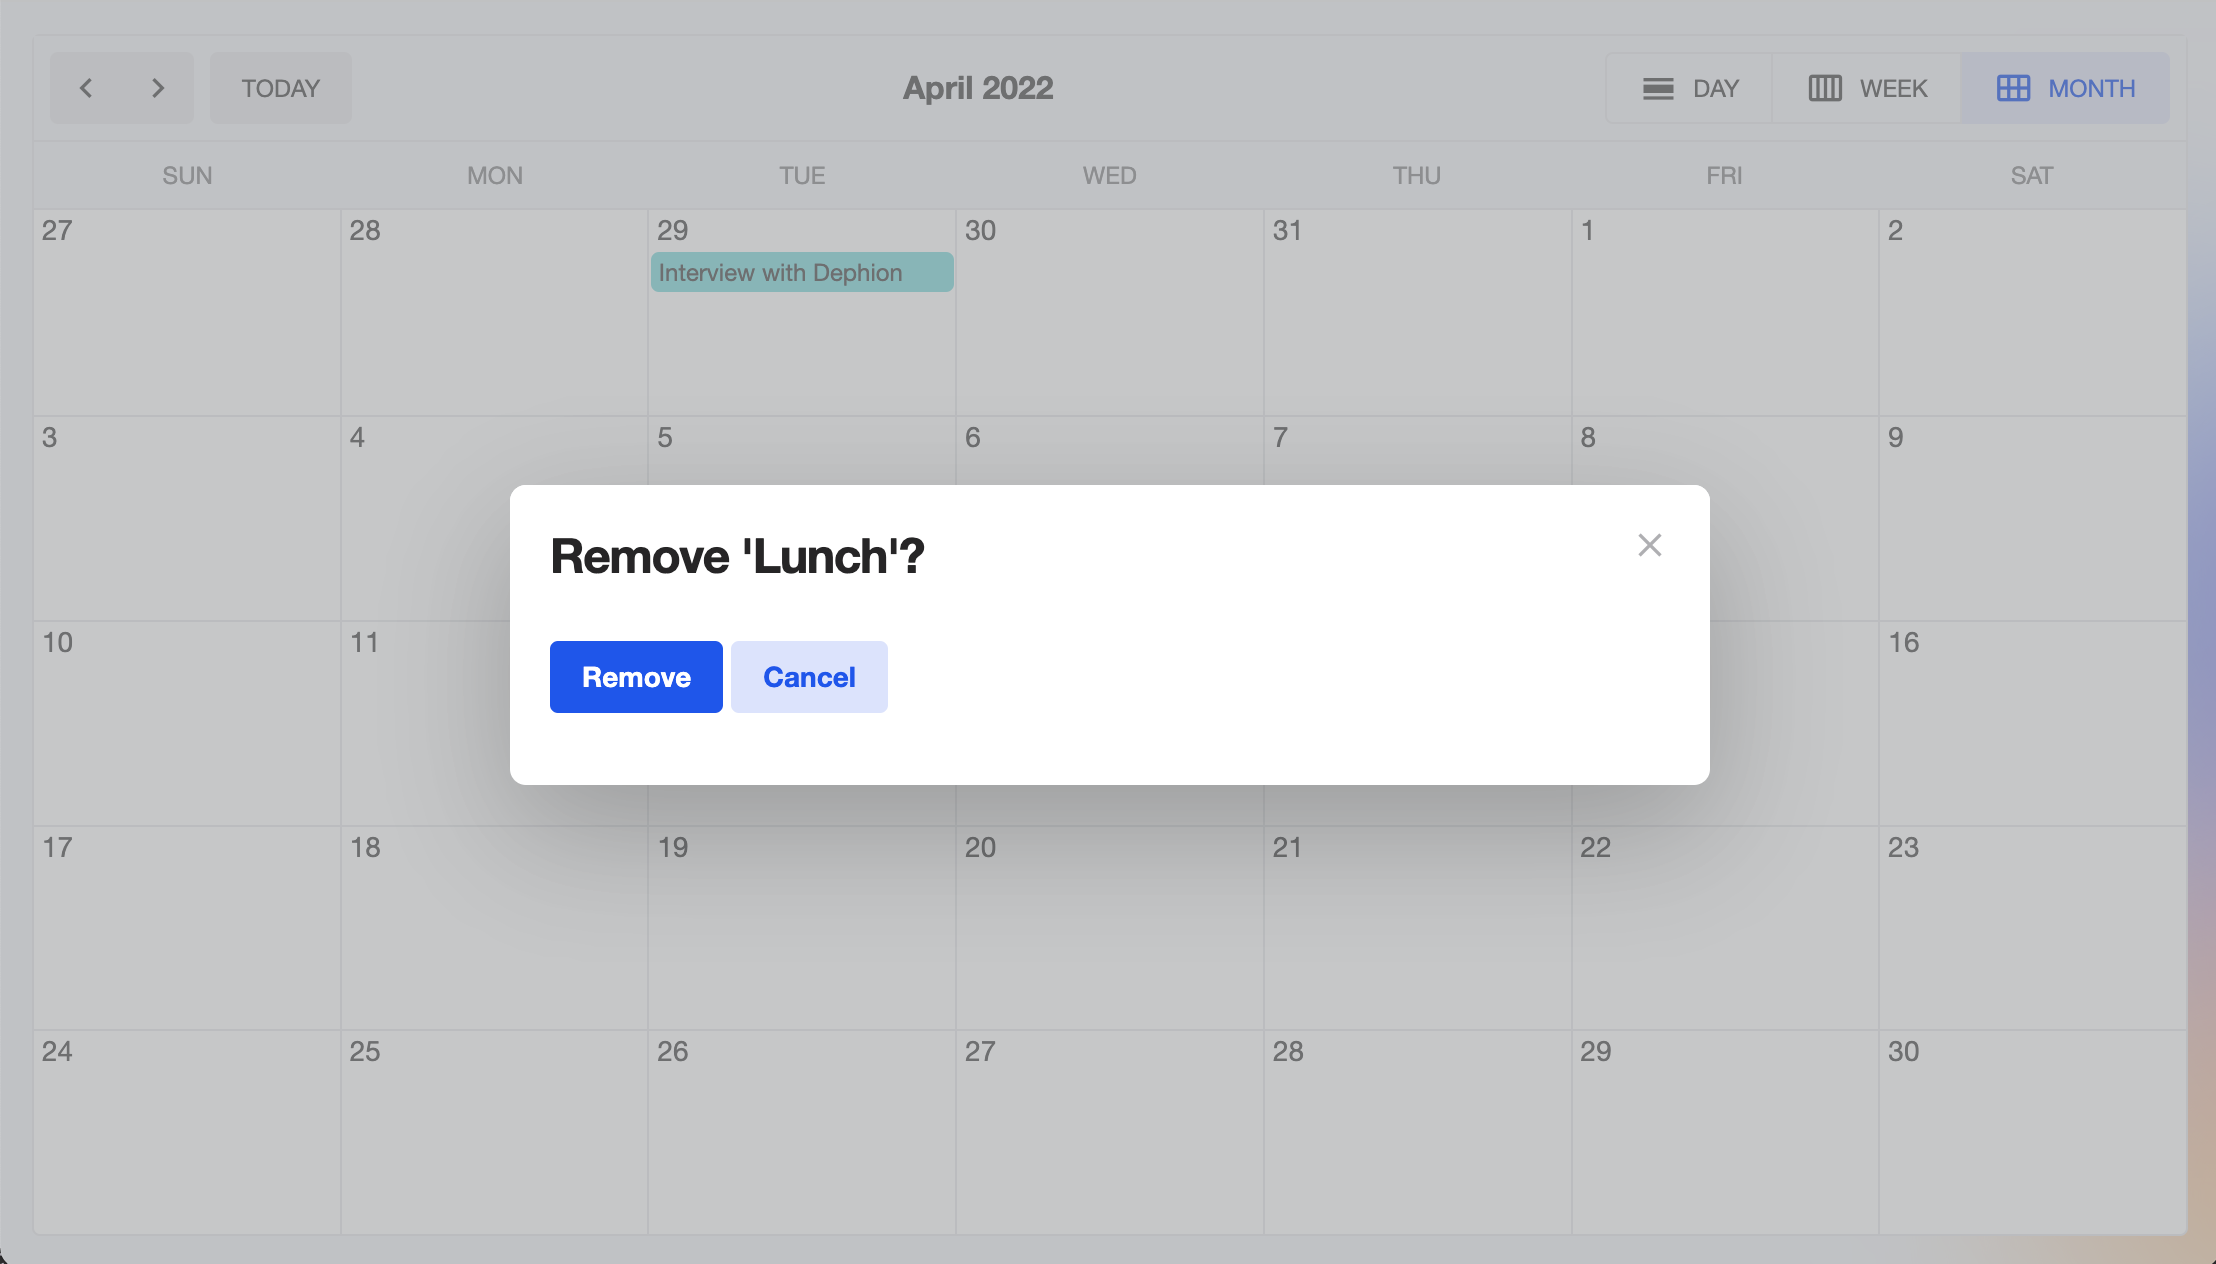 TODAY
April 2022
DAY WEEK MONTH
SUN MON TUE WED THU FRI SAT
27 28 29 30 31 1 2
Interview with Dephion
3 4 5 6 7 8 9
Remove 'Lunch'?
10 11 16
Remove Cancel
17 18 19 20 21 22 23
24 25 26 27 28 29 30